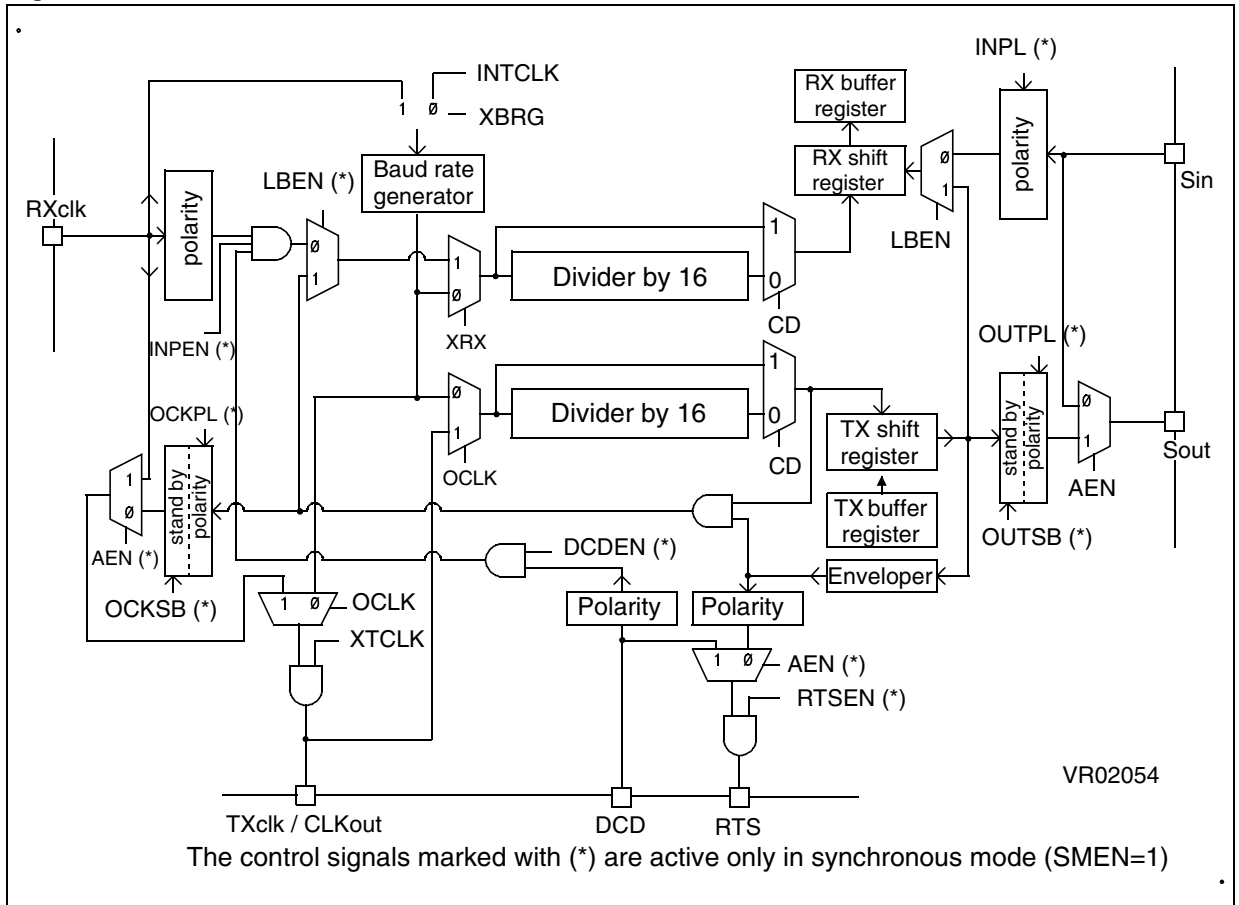 INPL (*)
INTCLK
1 Ø
XBRG
RX buffer
register
polarity
RX shift
register
Ø
1
Sin
LBEN
RXclk
polarity
LBEN (*)
Baud rate
generator
Ø
1
1
Ø
XRX
Divider by 16
1
0
CD
INPEN (*)
OUTPL (*)
OCKPL (*)
Ø
1
OCLK
Divider by 16
1
0
CD
TX shift
register
TX buffer
register
stand by
polarity
Ø
1
Sout
AEN
OUTSB (*)
1
Ø
AEN (*)
stand by
polarity
OCKSB (*)
DCDEN (*)
Enveloper
1 Ø
OCLK
XTCLK
Polarity
Polarity
1 Ø
AEN (*)
RTSEN (*)
VR02054
TXclk / CLKout
DCD
RTS
The control signals marked with (*) are active only in synchronous mode (SMEN=1)